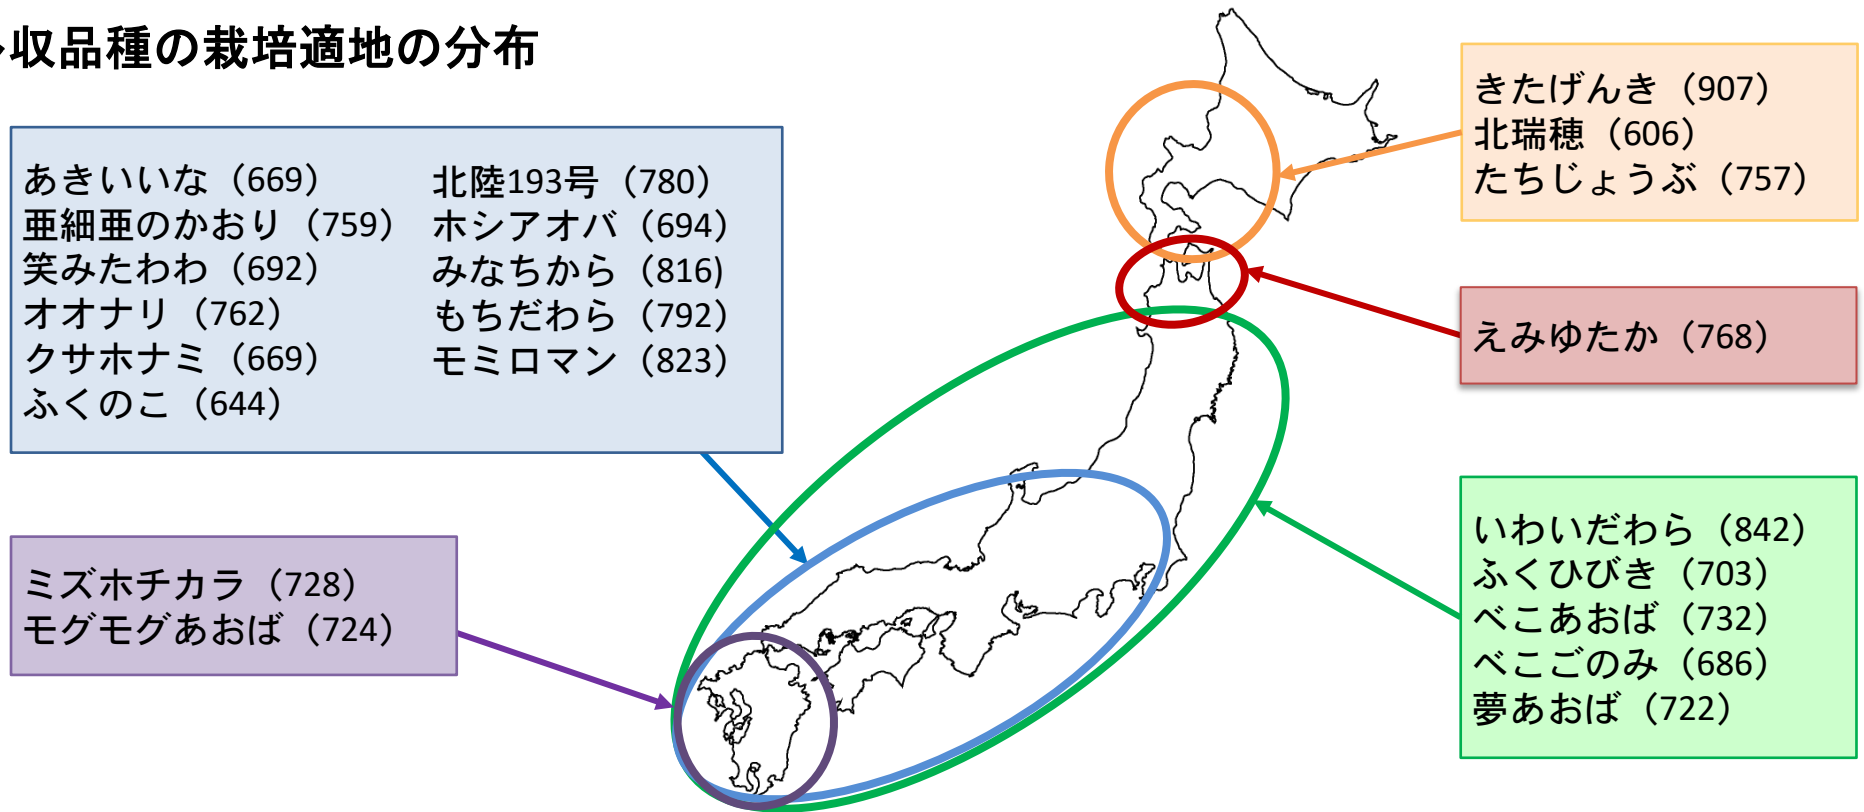 収品種の栽培適地の分布
あきいいな（669）
亜細亜のかおり（759）
笑みたわわ（692）
オオナリ（762）
クサホナミ（669）
ふくのこ（644）
北陸193号（780）
ホシアオバ（694）
みなちから（816)
もちだわら（792）
モミロマン（823）
ミズホチカラ（728）
モグモグあおば（724）
きたげんき（907）
北瑞穂（606）
たちじょうぶ（757）
えみゆたか（768）
いわいだわら（842）
ふくひびき（703）
べこあおば（732）
べこごのみ（686）
夢あおば（722）